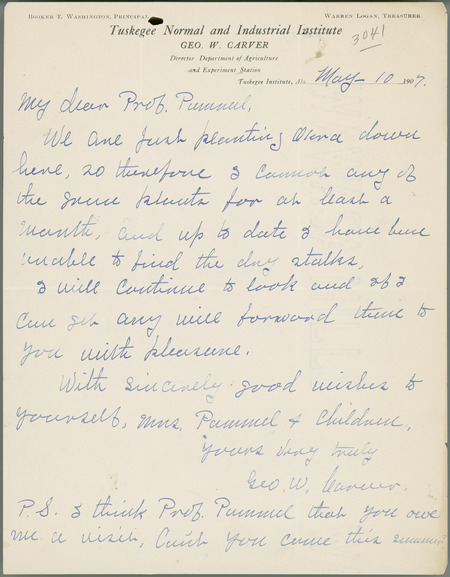 BOOKER T. WASHINGTON, PRINCIPAL WARREN LOGAN, TREASURER
3041
Tuskegee Normal and Industrial Institute
GEO. W. CARVER
Director Department of Agriculture
and Experiment Station
Tuskegee Institute, Ala. May 10 1907.
My dear Prof. Pammel,
We are just planting okra down
here, so therefore I cannot any of
the green plants for at least a
month, and up to date I have been
unable to find the dry stalks,
I will continue to look and if I
can get any will forward them to
you with pleasure.
With sincerely good wishes to
yourself, Mrs. Pammel & Children,
Yours very truly
Geo. W. Carver.
P.S. I think Prof. Pammel that you owe
me a visit, Can't you come this summer